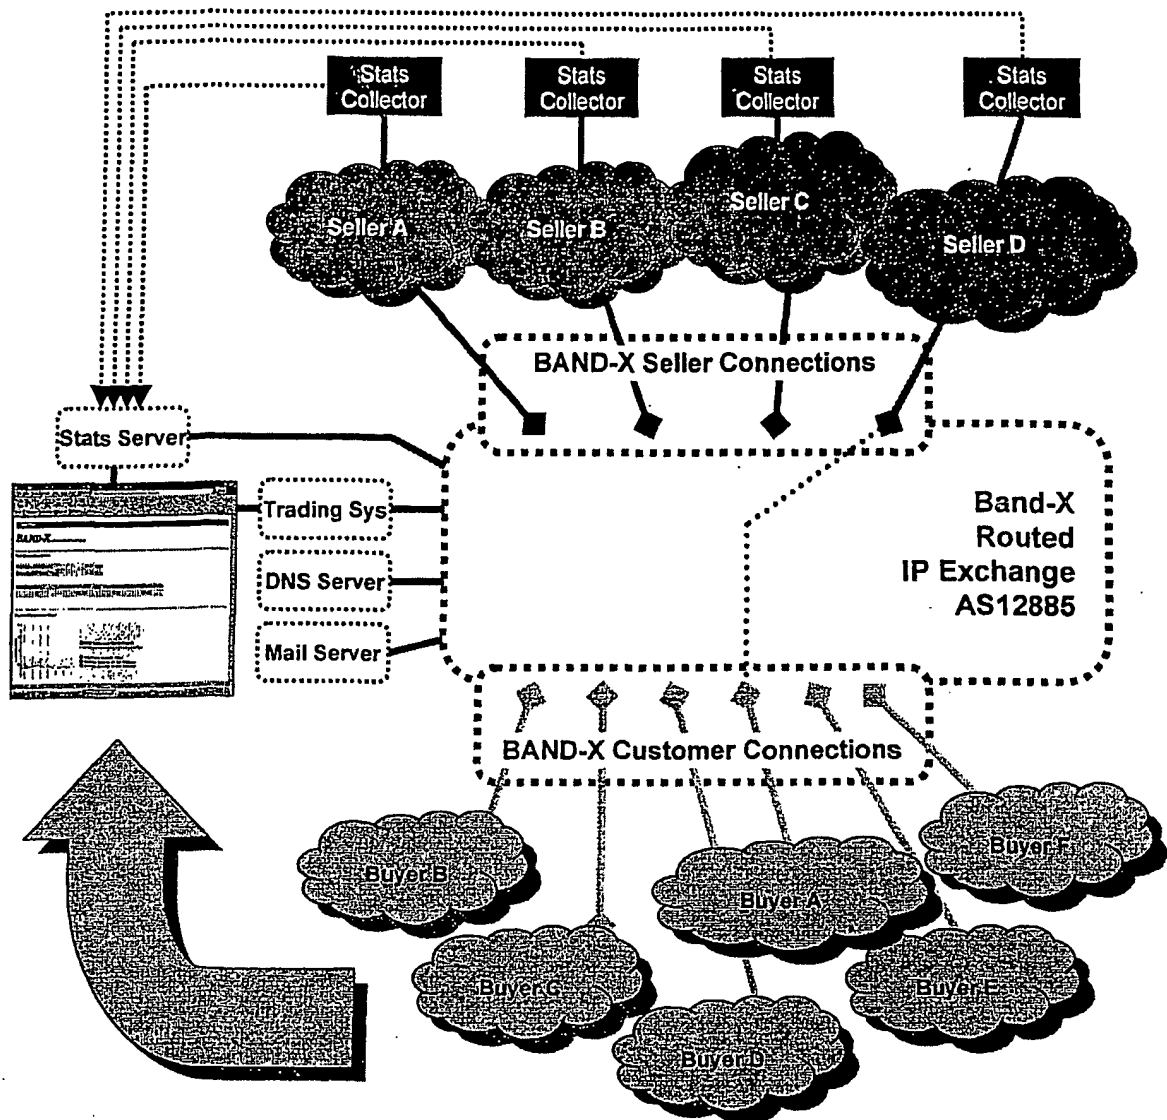 Stats
Collector
Stats
Collector
Stats
Collector
Stats
Collector
Seller A
Seller B
Seller C
Seller D
BAND-X Seller Connections
Stats Server
Trading Sys
DNS Server
Mail Server
BAND-X
Band-X
Routed
IP Exchange
AS12885
BAND-X Customer Connections
Buyer B
Buyer A
Buyer F
Buyer C
Buyer E
Buyer D